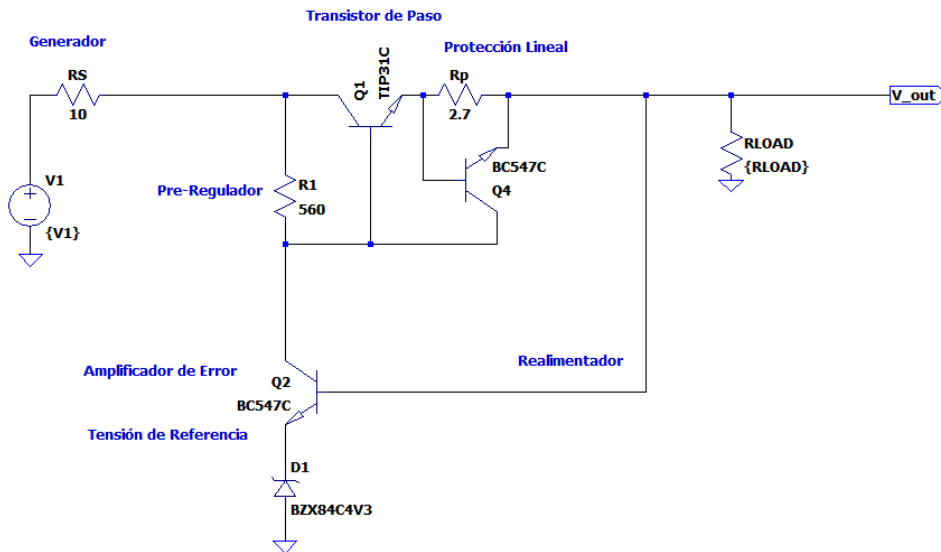 Transistor de Paso
Generador
Protección Lineal
RS
10
Q1
TIP31C
Rp
2.7
V_out
BC547C
Q4
RLOAD
{RLOAD}
V1
{V1}
Pre-Regulador
R1
560
Amplificador de Error
Realimentador
Q2
BC547C
Tensión de Referencia
D1
BZX84C4V3